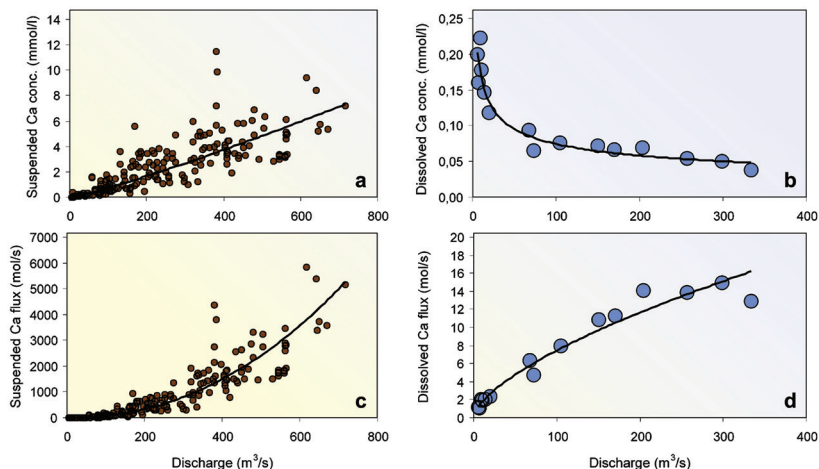 Suspended Ca conc. (mmol/l)
14
12
10
8
6
4
2
0
0 200 400 600 800
a
Dissolved Ca conc. (mmol/l)
0,25
0,20
0,15
0,10
0,05
0,00
0 100 200 300 400
b
Suspended Ca flux (mol/s)
7000
6000
5000
4000
3000
2000
1000
0
0 200 400 600 800
c
Discharge (m³/s)
Dissolved Ca flux (mol/s)
20
18
16
14
12
10
8
6
4
2
0
0 100 200 300 400
d
Discharge (m³/s)